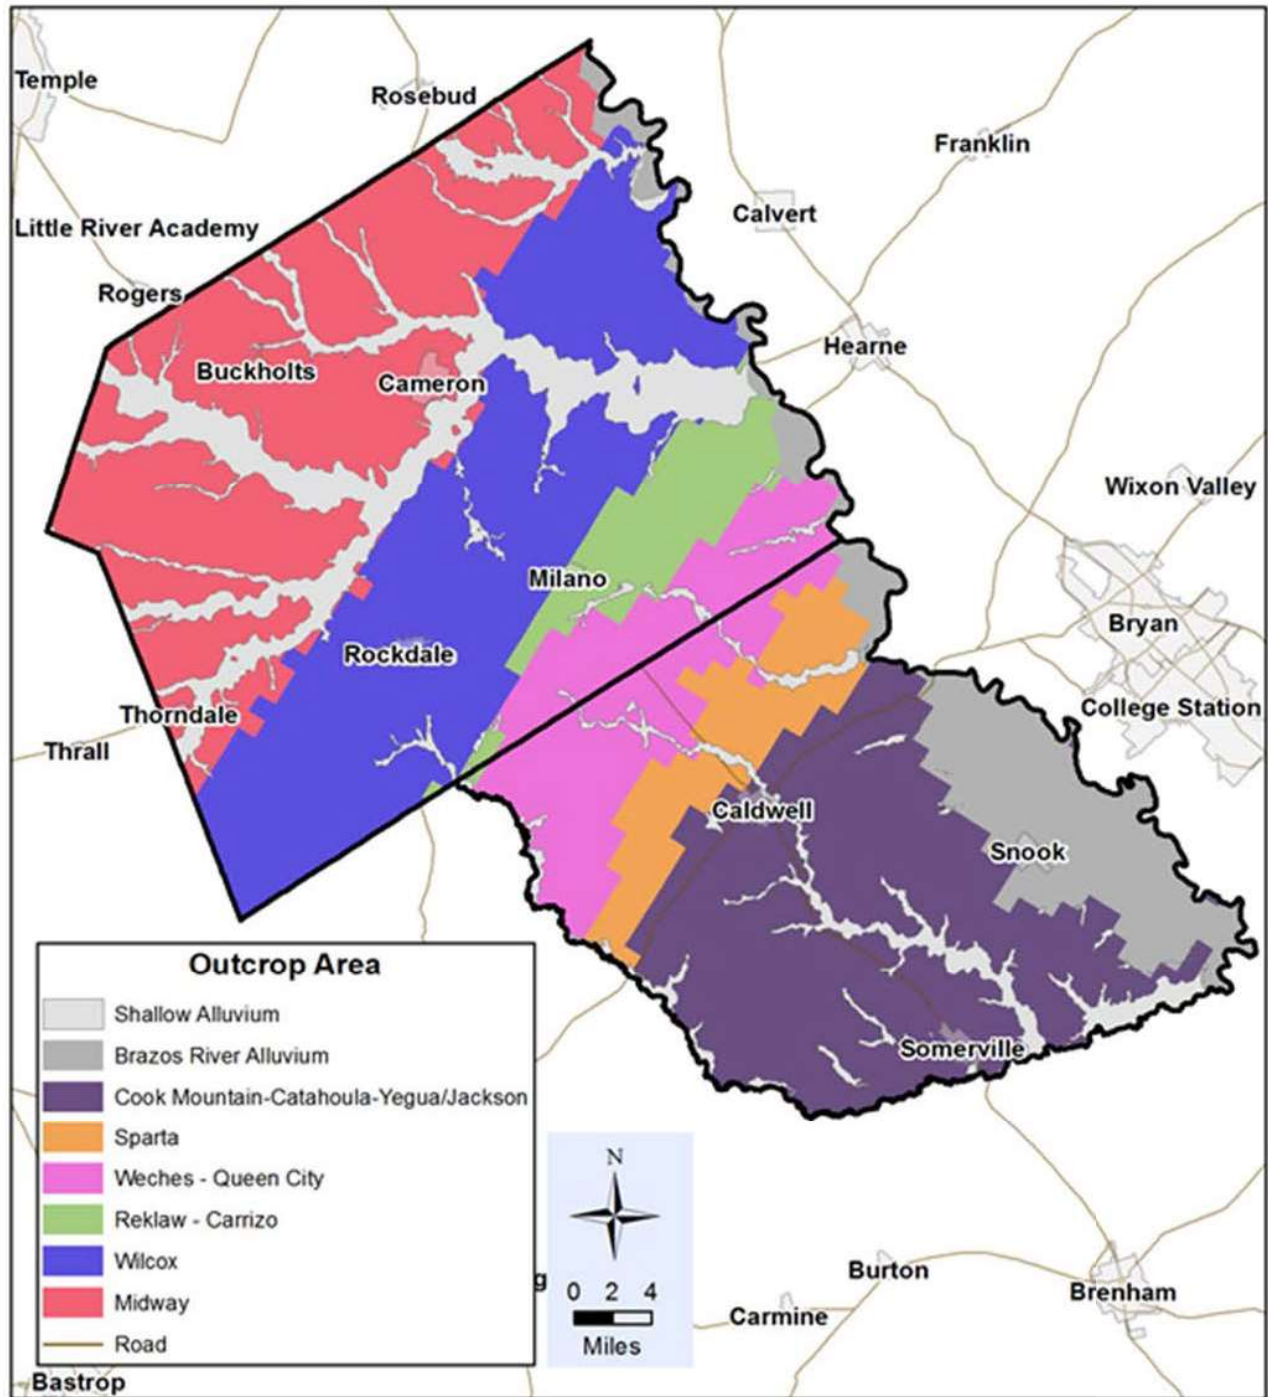 Temple
Rosebud
Franklin
Calvert
Little River Academy
Rogers
Hearne
Buckholts
Cameron
Wixon Valley
Milano
Bryan
Rockdale
College Station
Thorndale
Thrall
Caldwell
Snook
Outcrop Area
Shallow Alluvium
Brazos River Alluvium
Somerville
Cook Mountain-Catahoula-Yegua/Jackson
Sparta
N
Weches - Queen City
Reklaw - Carrizo
Wilcox
g
Burton
0 2 4
Brenham
Midway
Carmine
Miles
Road
Bastrop